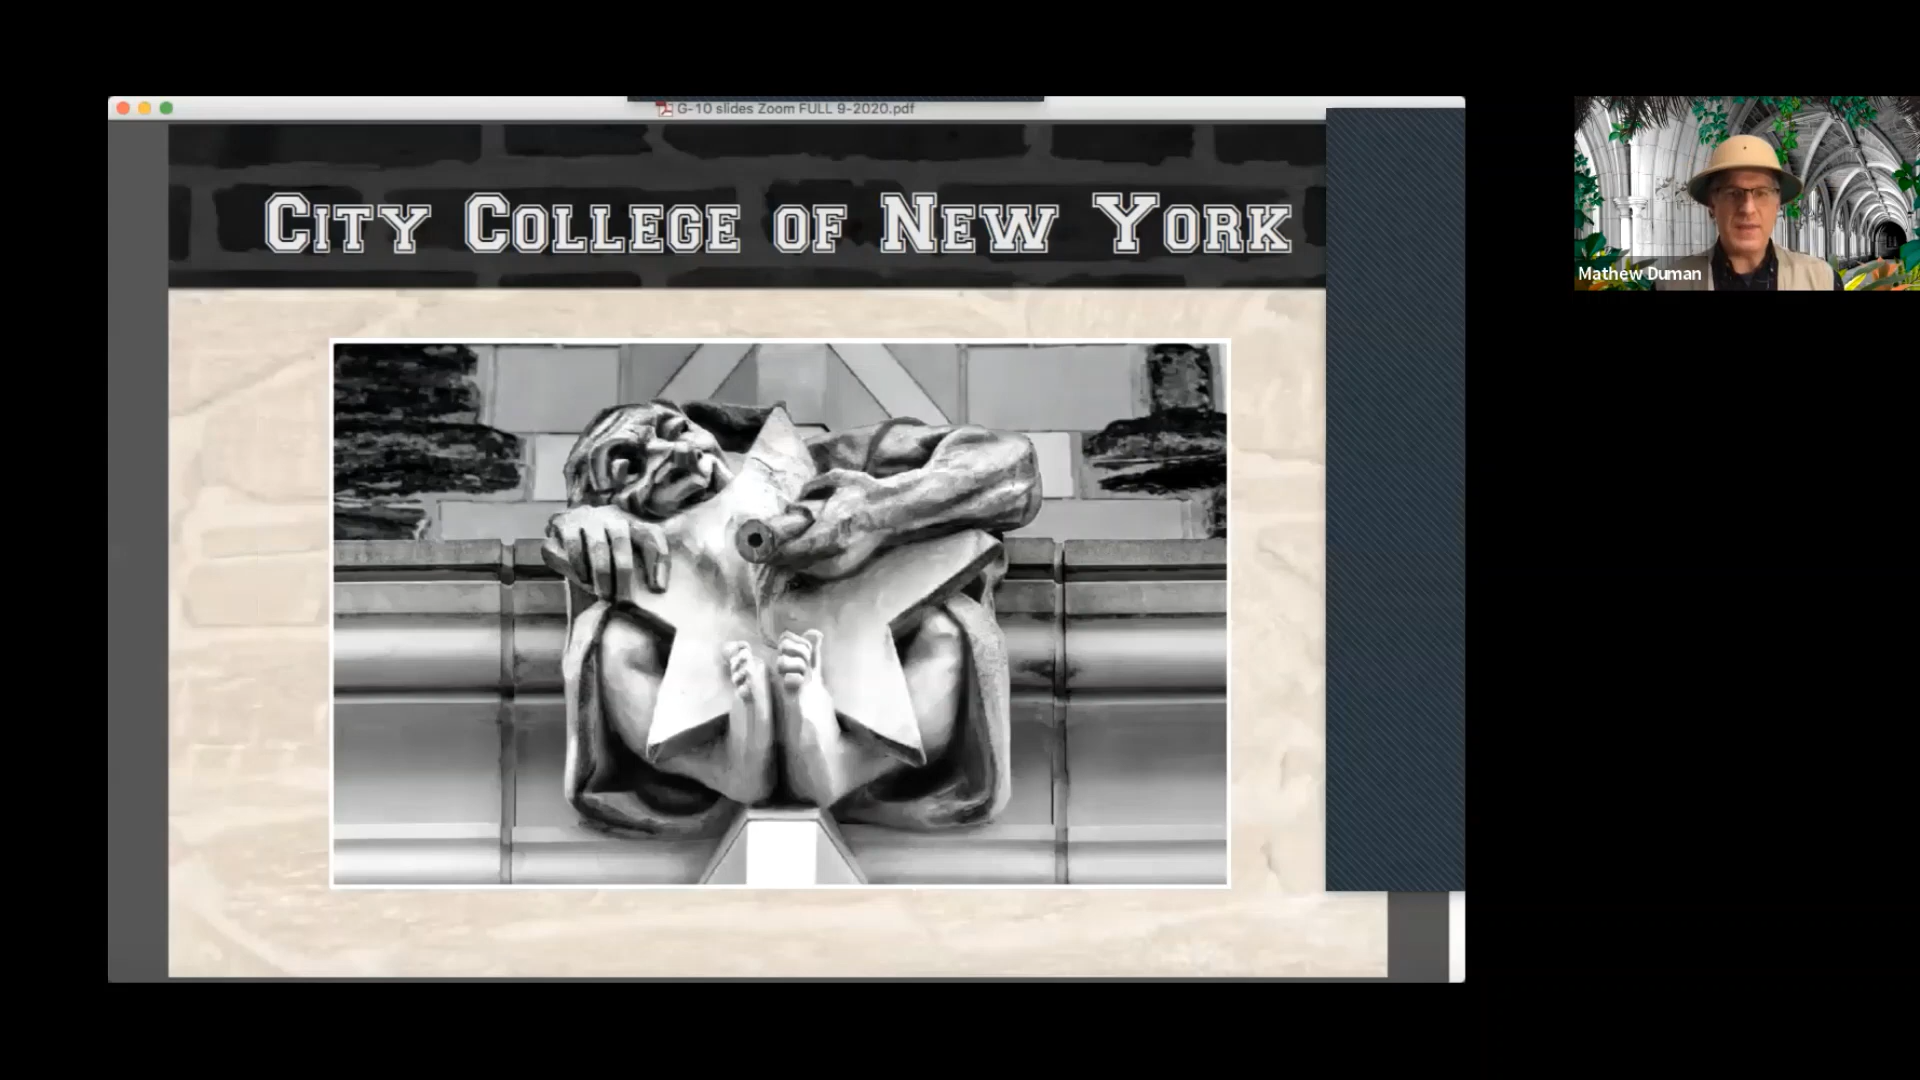 G-10 slides Zoom FULL 9-2020.pdf
City College of New York
Mathew Duman